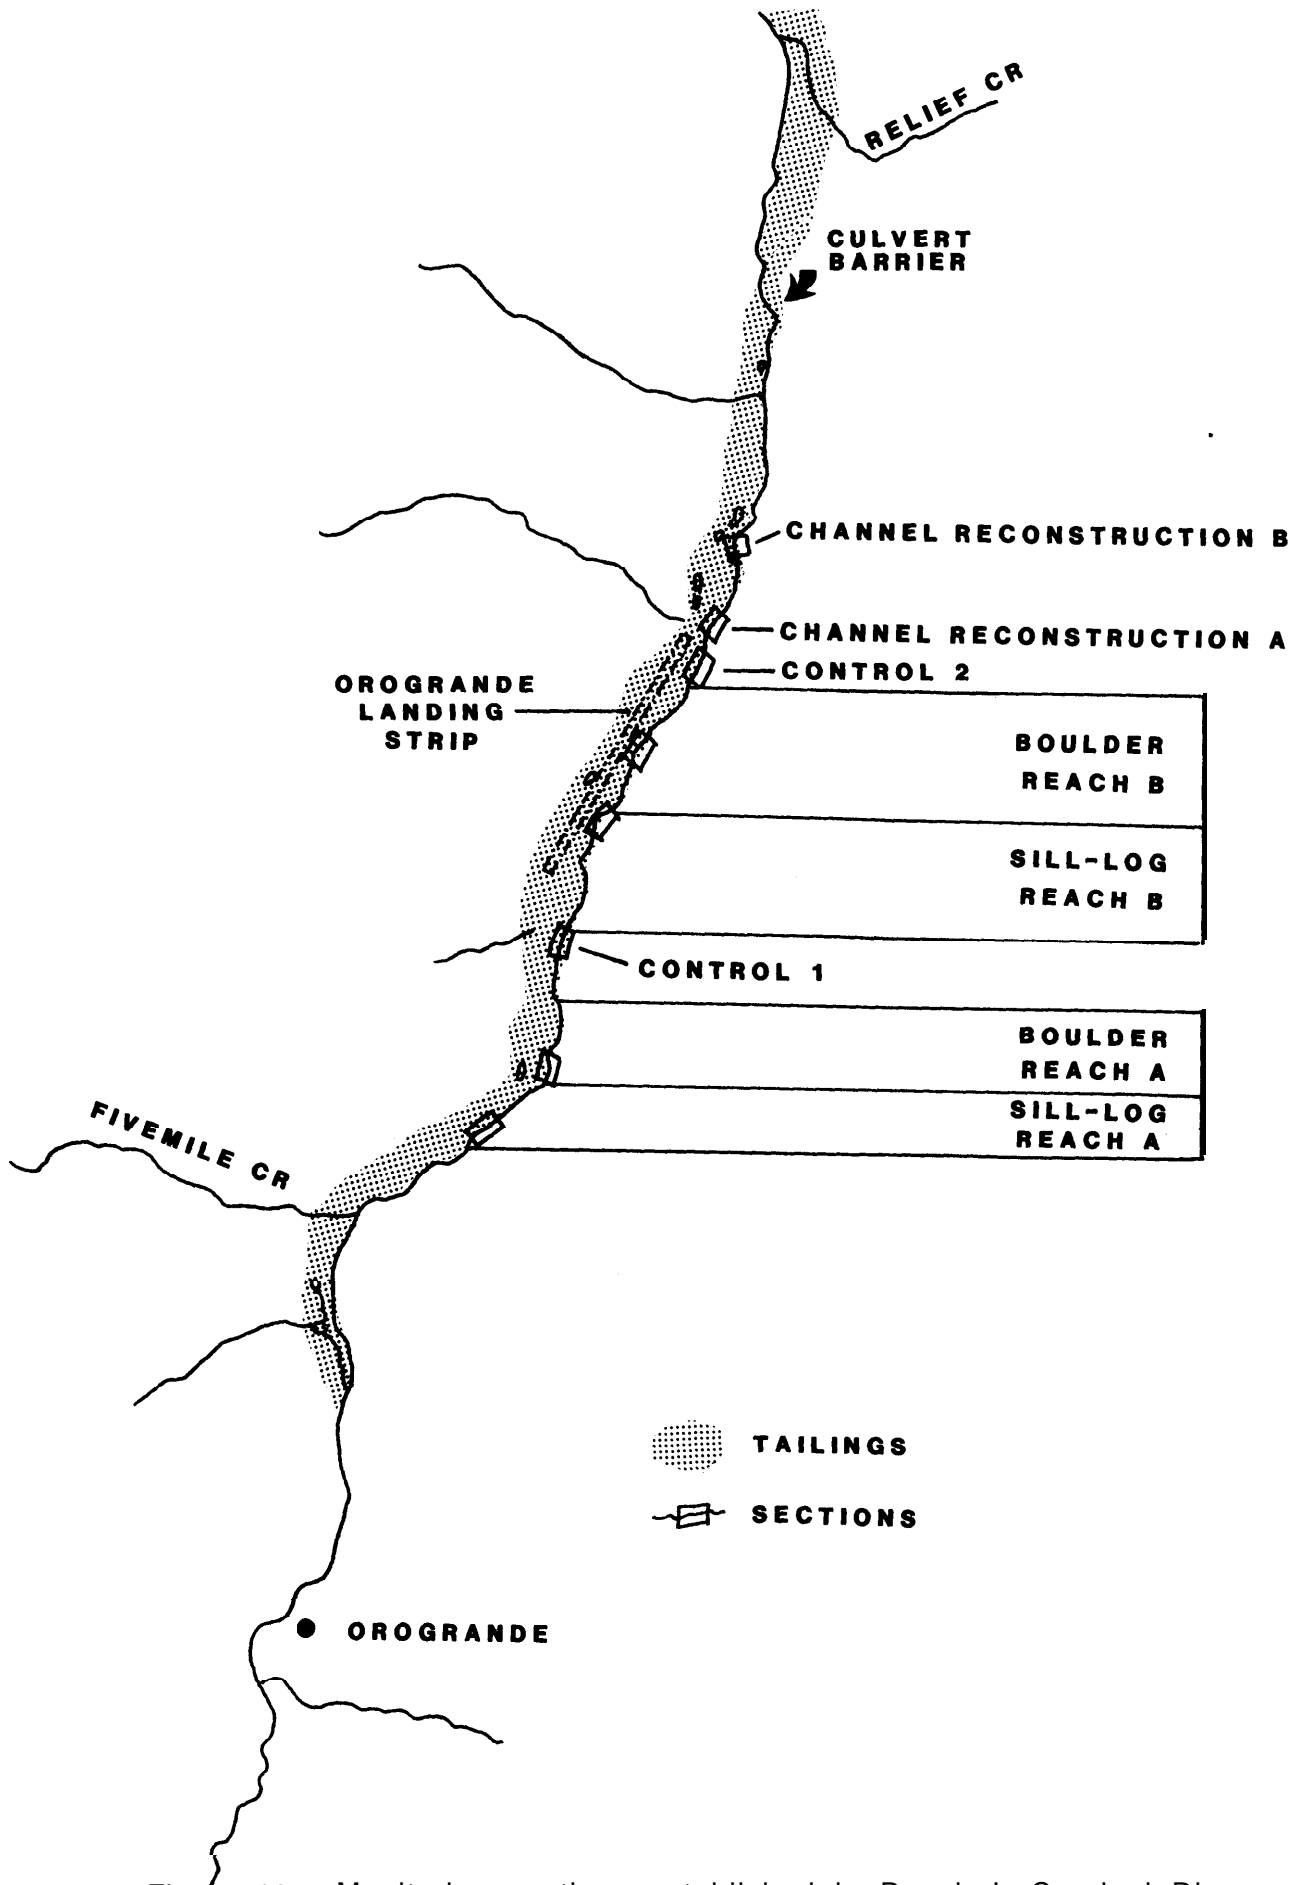 RELIEF CR
CULVERT
BARRIER
CHANNEL RECONSTRUCTION B
CHANNEL RECONSTRUCTION A
CONTROL 2
OROGRANDE
LANDING
STRIP
BOULDER
REACH B
SILL-LOG
REACH B
CONTROL 1
BOULDER
REACH A
SILL-LOG
REACH A
FIVEMILE CR
TAILINGS
SECTIONS
OROGRANDE